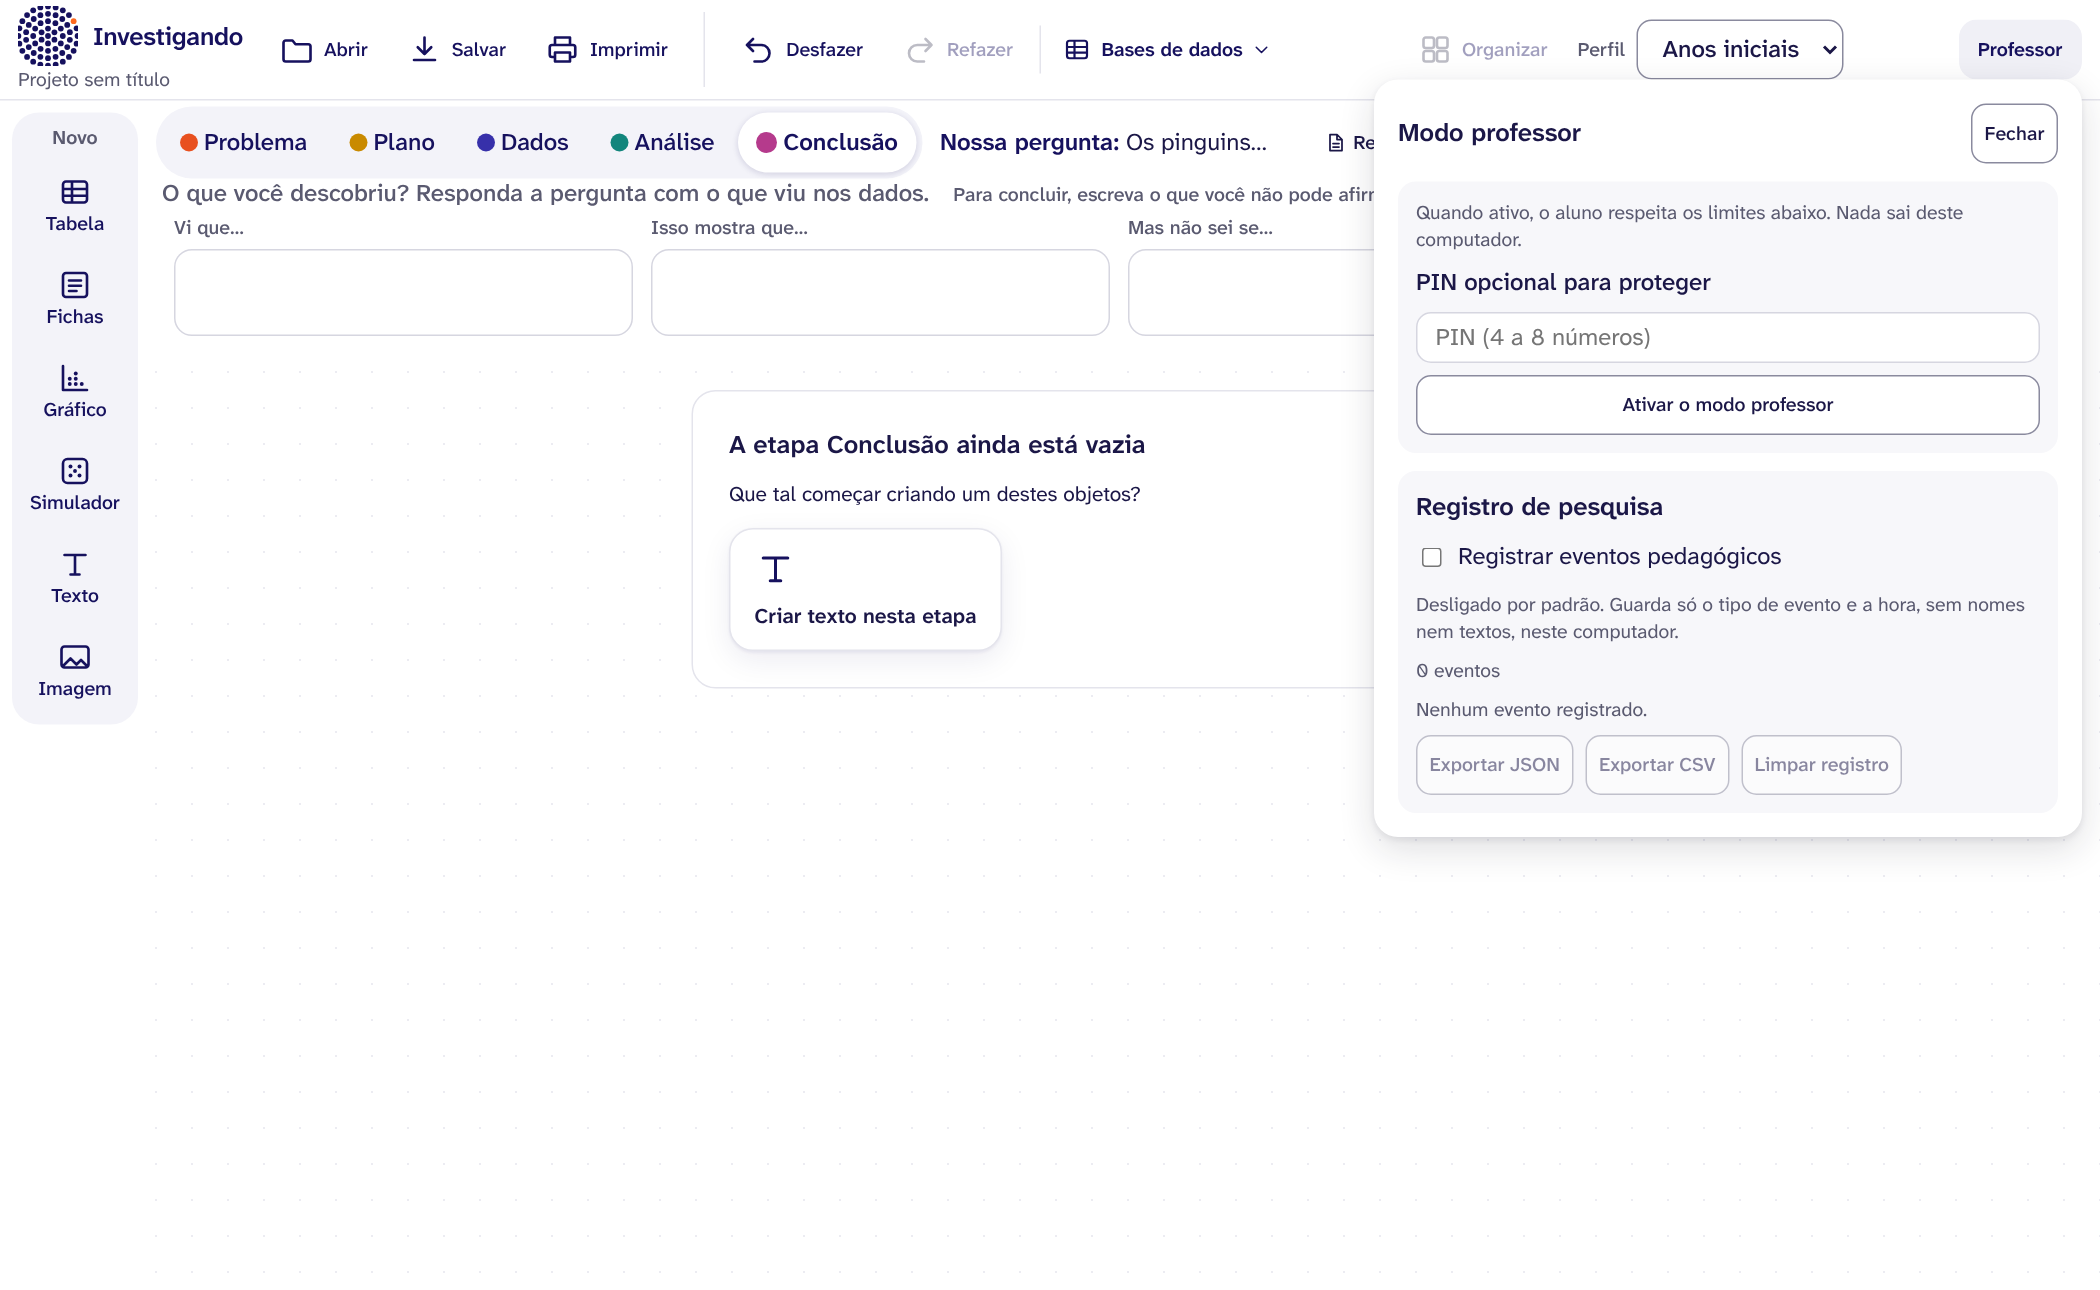 Investigando
Projeto sem título
Abrir
Salvar
Imprimir
Desfazer
Refazer
Bases de dados
Organizar
Perfil
Anos iniciais
Professor
Novo
Tabela
Fichas
Gráfico
Simulador
Texto
Imagem
Problema
Plano
Dados
Análise
Conclusão
Nossa pergunta: Os pinguins...
Re
O que você descobriu? Responda a pergunta com o que viu nos dados.
Para concluir, escreva o que você não pode afir
Vi que...
Isso mostra que...
Mas não sei se...
A etapa Conclusão ainda está vazia
Que tal começar criando um destes objetos?
Criar texto nesta etapa
Modo professor
Fechar
Quando ativo, o aluno respeita os limites abaixo. Nada sai deste
computador.
PIN opcional para proteger
PIN (4 a 8 números)
Ativar o modo professor
Registro de pesquisa
Registrar eventos pedagógicos
Desligado por padrão. Guarda só o tipo de evento e a hora, sem nomes
nem textos, neste computador.
0 eventos
Nenhum evento registrado.
Exportar JSON
Exportar CSV
Limpar registro